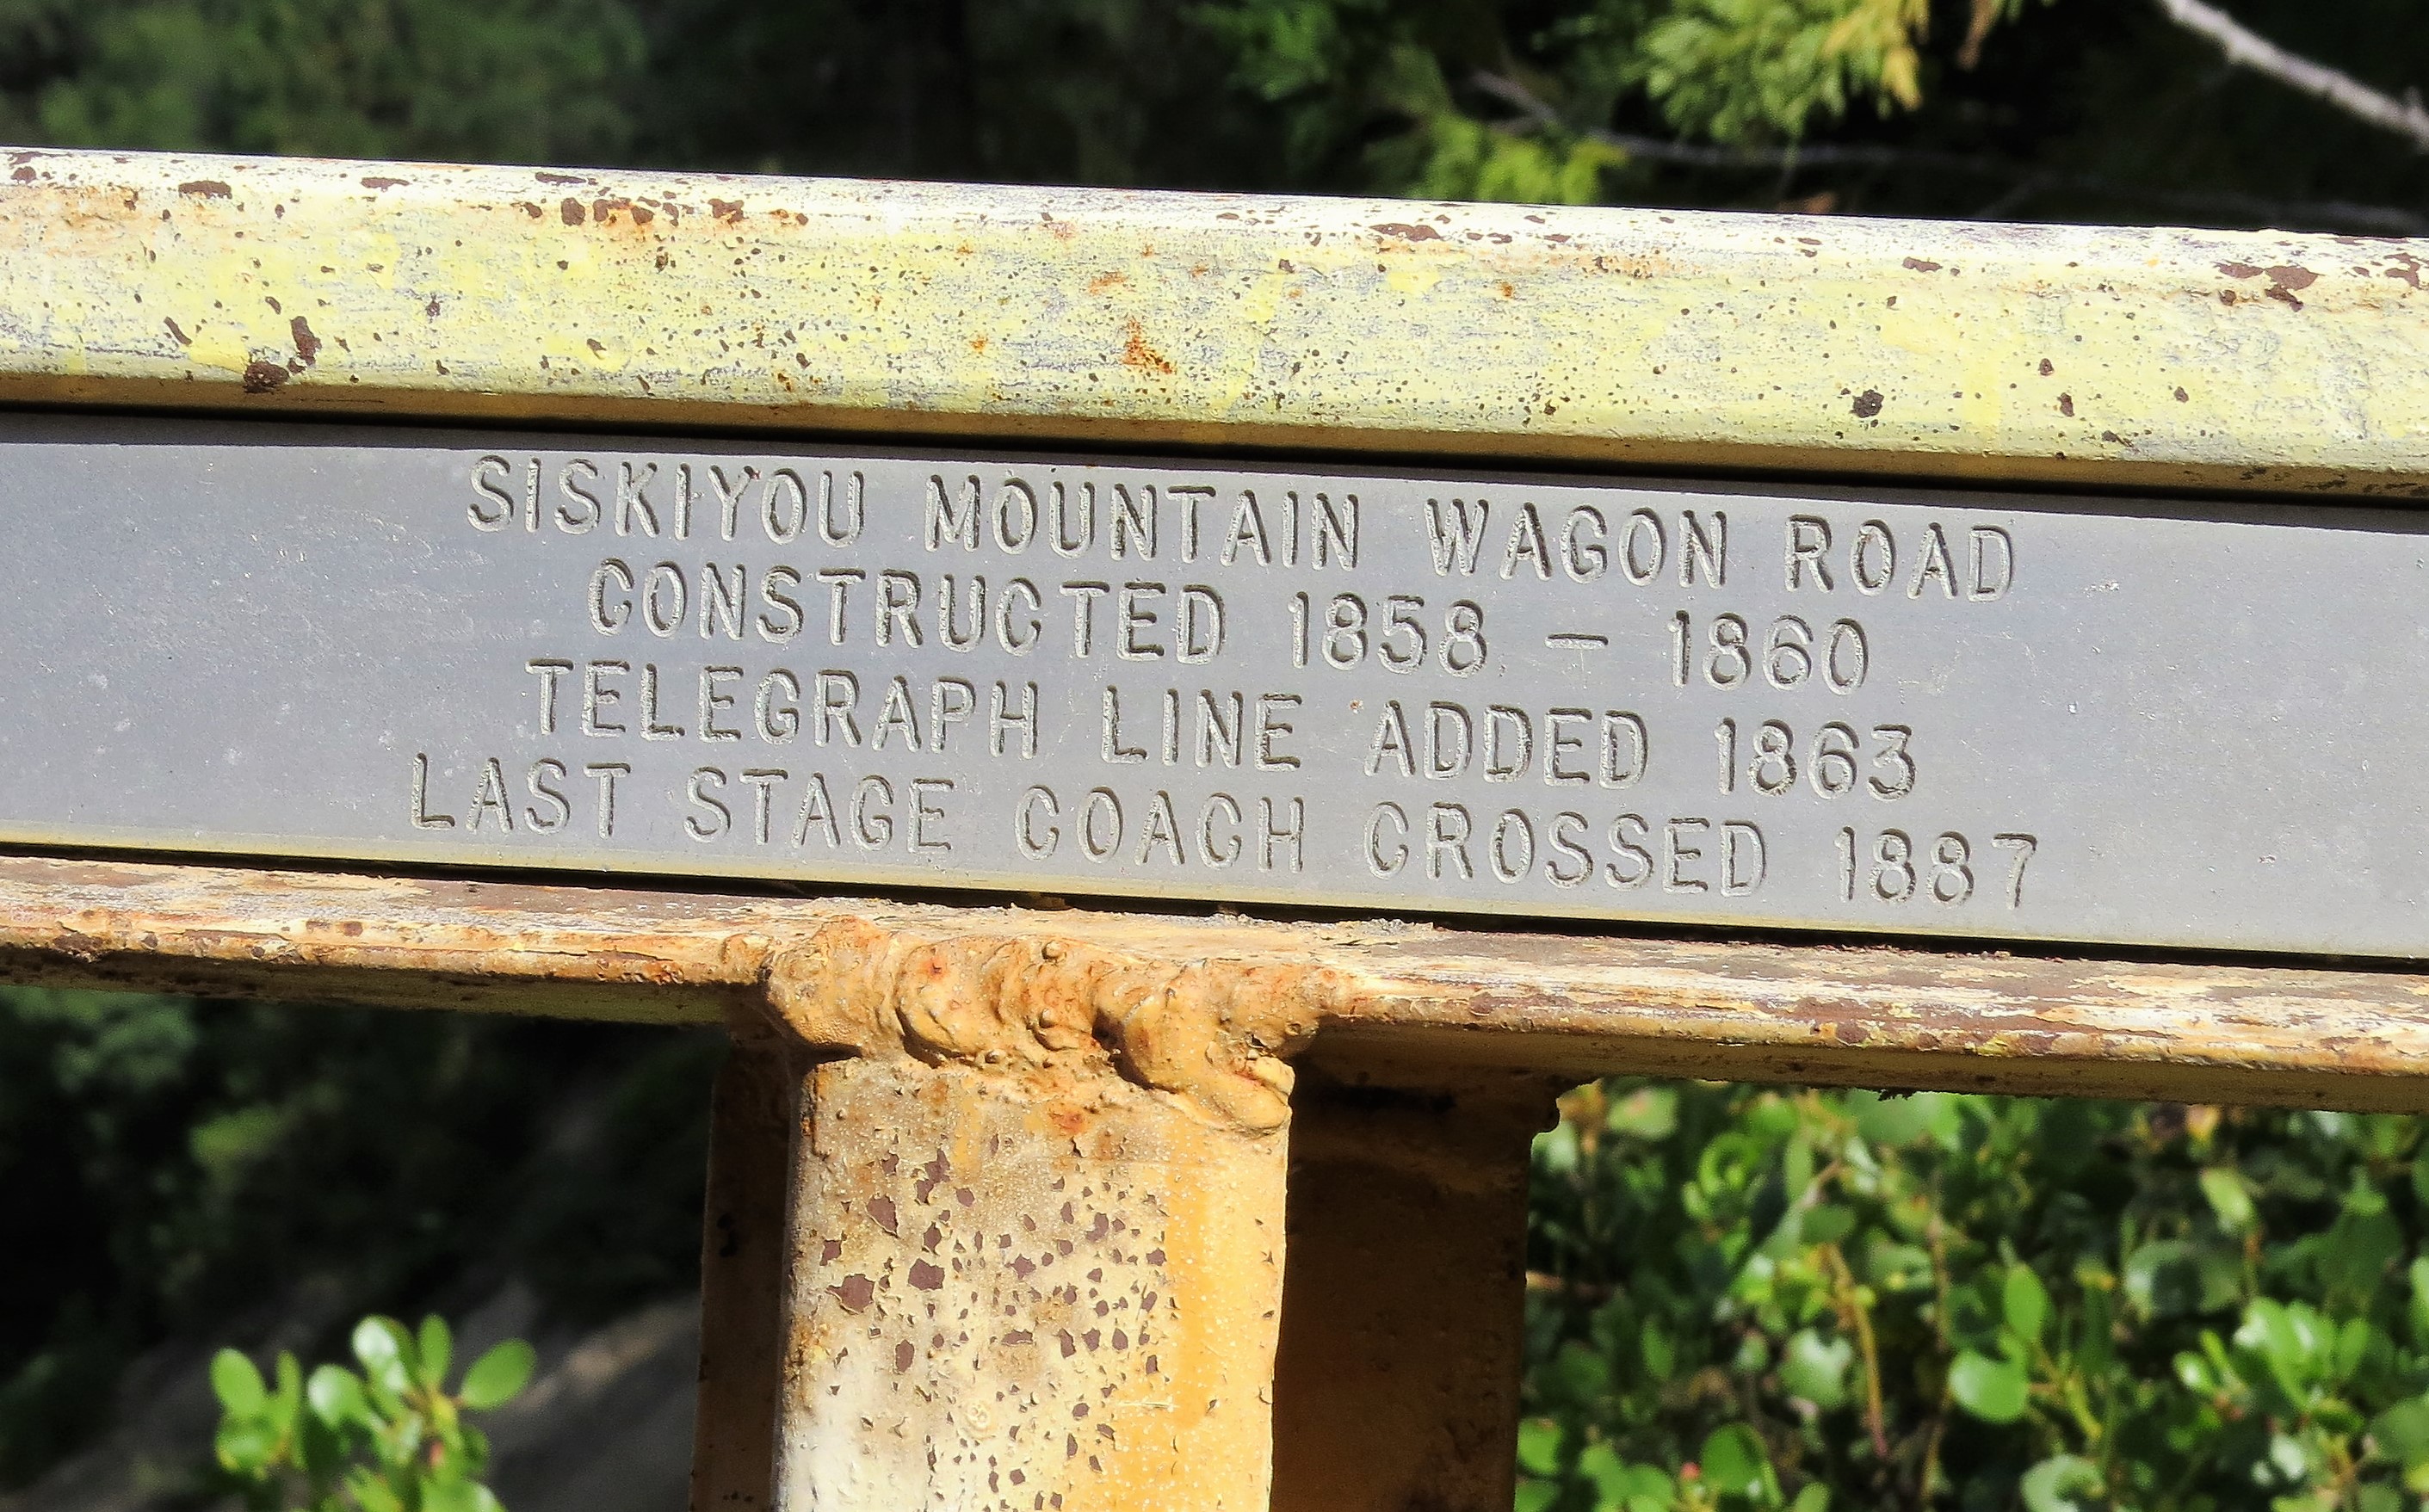 SISKIYOU MOUNTAIN WAGON ROAD
CONSTRUCTED 1858 — 1860
TELEGRAPH LINE ADDED 1863
LAST STAGE COACH CROSSED 1887